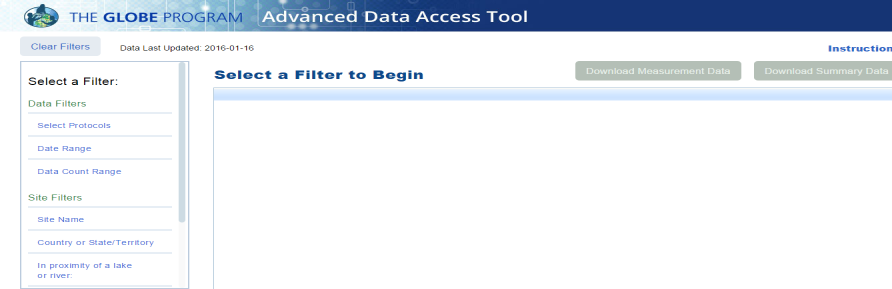 THE GLOBE PROGRAM Advanced Data Access Tool
Clear Filters Data Last Updated: 2016-01-16
Instruction
Select a Filter to Begin
Download Measurement Data Download Summary Data
Select a Filter:
Data Filters
Select Protocols
Date Range
Data Count Range
Site Filters
Site Name
Country or State/Territory
In proximity of a lake
or river: